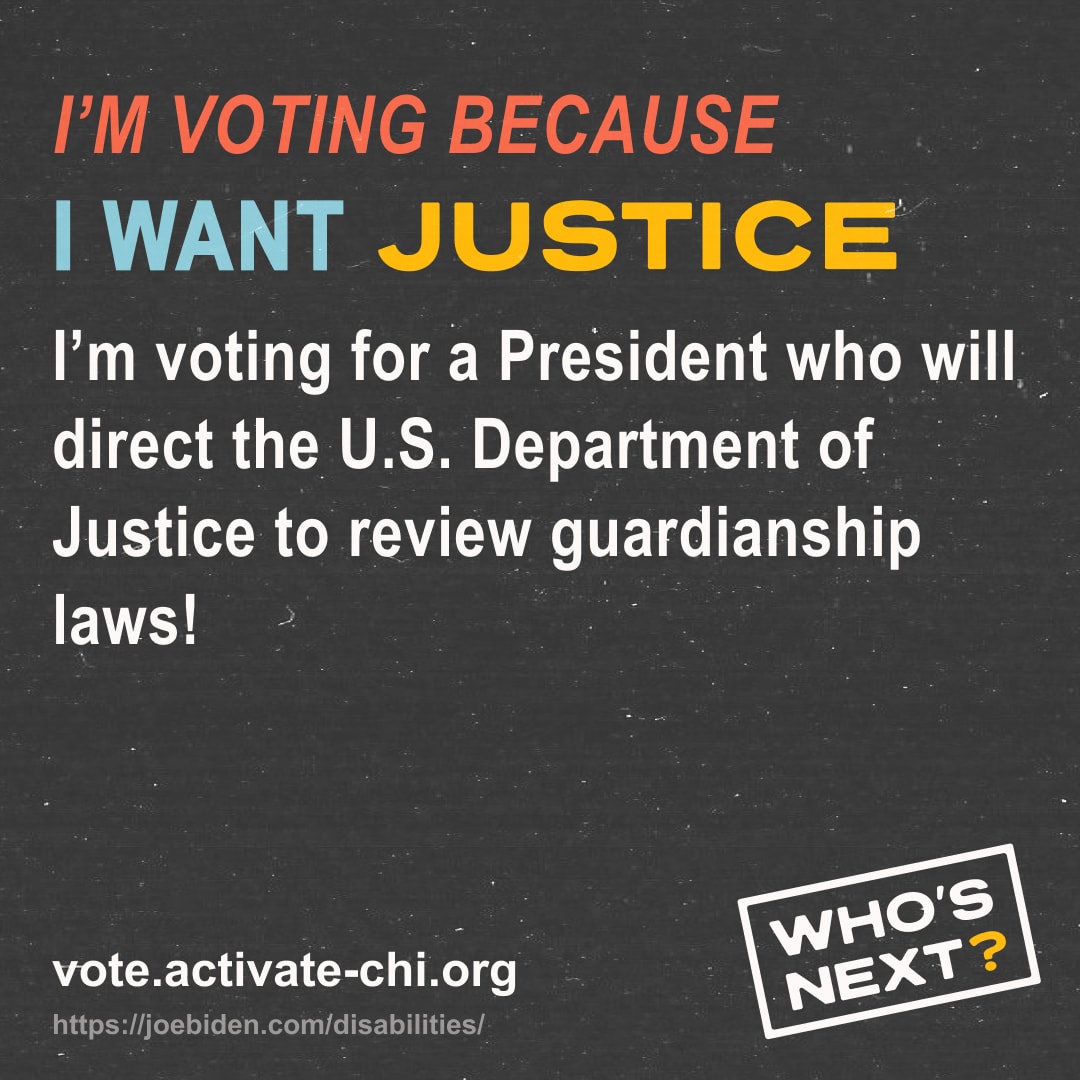 I’M VOTING BECAUSE
I WANT JUSTICE
I’m voting for a President who will
direct the U.S. Department of
Justice to review guardianship
laws!
WHO’S
NEXT?
vote.activate-chi.org
https://joebiden.com/disabilities/